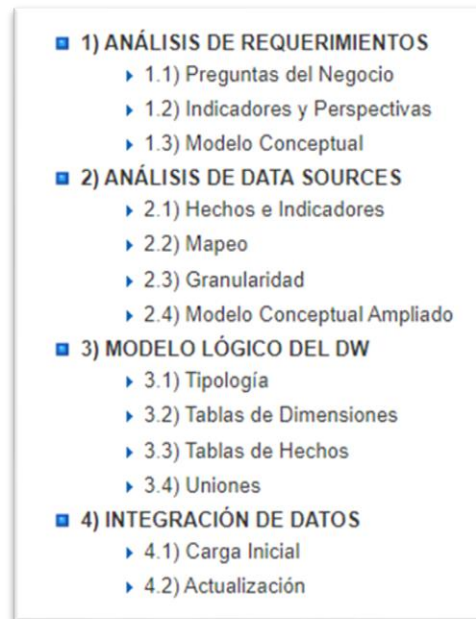 1) ANÁLISIS DE REQUERIMIENTOS
1.1) Preguntas del Negocio
1.2) Indicadores y Perspectivas
1.3) Modelo Conceptual
2) ANÁLISIS DE DATA SOURCES
2.1) Hechos e Indicadores
2.2) Mapeo
2.3) Granularidad
2.4) Modelo Conceptual Ampliado
3) MODELO LÓGICO DEL DW
3.1) Tipología
3.2) Tablas de Dimensiones
3.3) Tablas de Hechos
3.4) Uniones
4) INTEGRACIÓN DE DATOS
4.1) Carga Inicial
4.2) Actualización